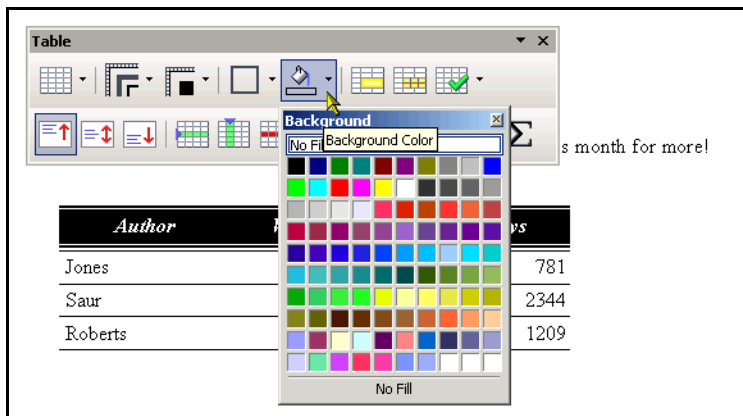 Table
Background
No Fi
Background Color
Σ
s month for more!
Author
ys
Jones
781
Saur
2344
Roberts
1209
No Fill